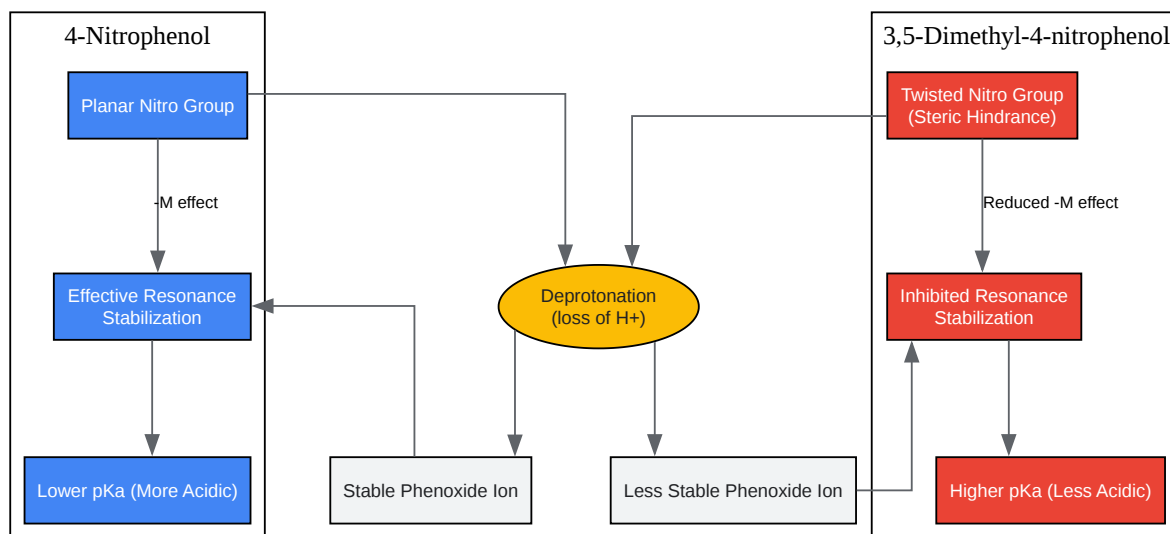 4-Nitrophenol
3,5-Dimethyl-4-nitrophenol
Planar Nitro Group
Twisted Nitro Group
(Steric Hindrance)
-M effect
Reduced -M effect
Effective Resonance
Stabilization
Deprotonation
(loss of H+)
Inhibited Resonance
Stabilization
Lower pKa (More Acidic)
Stable Phenoxide Ion
Less Stable Phenoxide Ion
Higher pKa (Less Acidic)